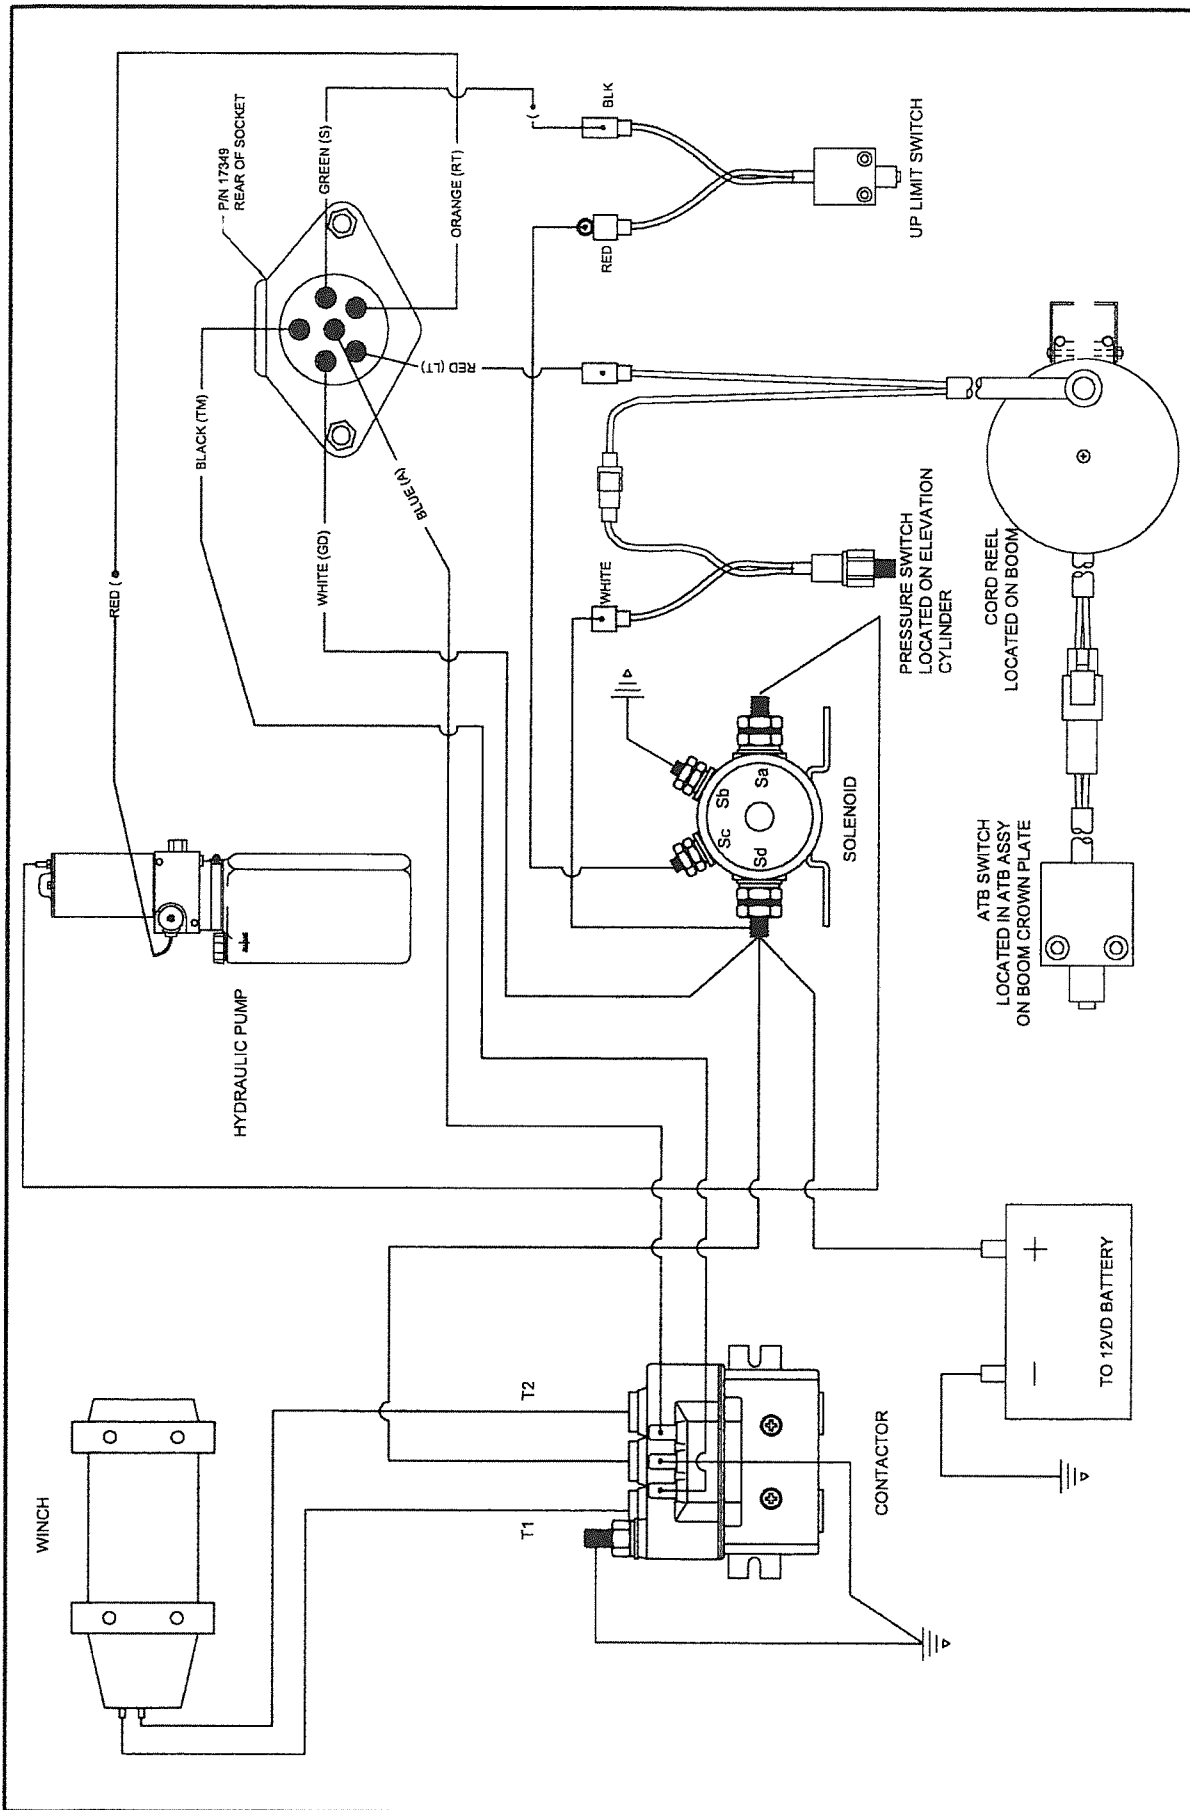 WINCH
HYDRAULIC PUMP
RED
P/N 17349
REAR OF SOCKET
BLACK (TM)
GREEN (S)
WHITE (GD)
BLUE (A)
RED (LT)
ORANGE (RT)
BLK
RED
UP LIMIT SWITCH
WHITE
PRESSURE SWITCH
LOCATED ON ELEVATION
CYLINDER
Sa
Sb
Sc
Sd
SOLENOID
T1
T2
CONTACTOR
+
−
TO 12VD BATTERY
ATB SWITCH
LOCATED IN ATB ASSY
ON BOOM CROWN PLATE
CORD REEL
LOCATED ON BOOM